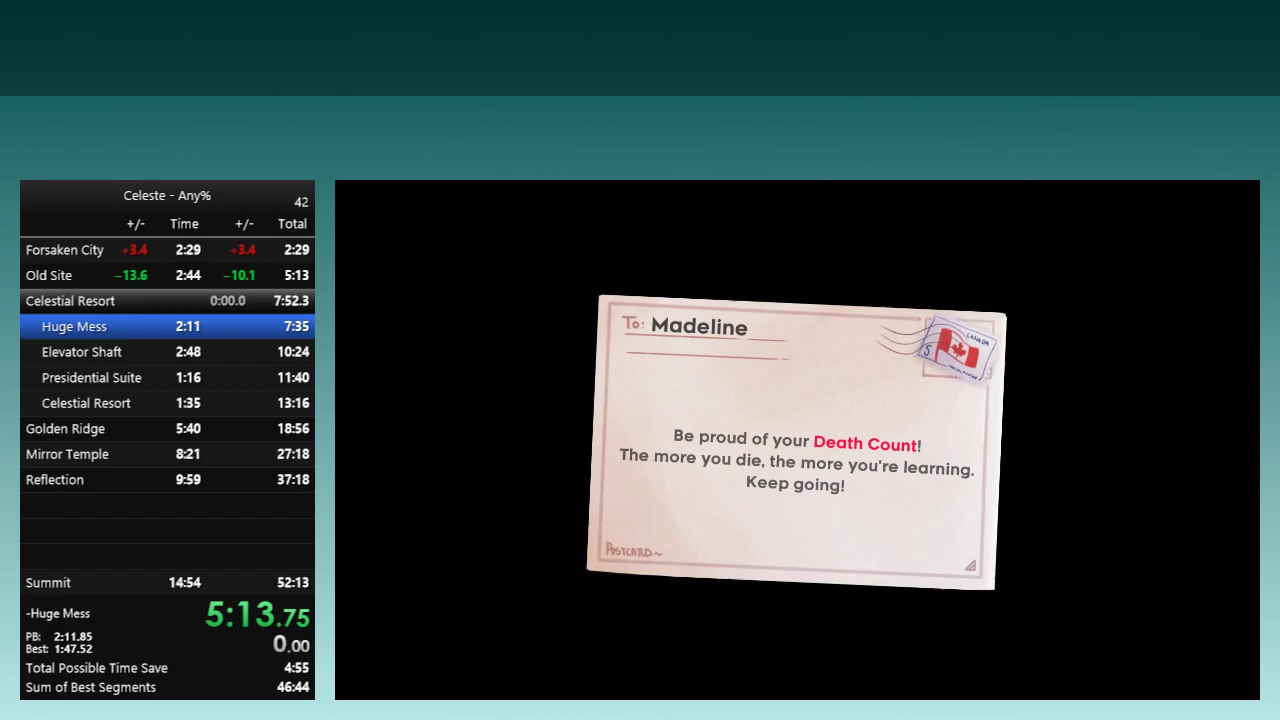 Celeste - Any%
42
+/- Time +/- Total
Forsaken City +3.4 2:29 +3.4 2:29
Old Site −13.6 2:44 −10.1 5:13
Celestial Resort 0:00.0 7:52.3
Huge Mess 2:11 7:35
Elevator Shaft 2:48 10:24
Presidential Suite 1:16 11:40
Celestial Resort 1:35 13:16
Golden Ridge 5:40 18:56
Mirror Temple 8:21 27:18
Reflection 9:59 37:18
Summit 14:54 52:13
-Huge Mess 5:13.75
PB: 2:11.85
Best: 1:47.52
0.00
Total Possible Time Save 4:55
Sum of Best Segments 46:44
To: Madeline
CANADA
5
Be proud of your Death Count!
The more you die, the more you're learning.
Keep going!
POSTCARD~